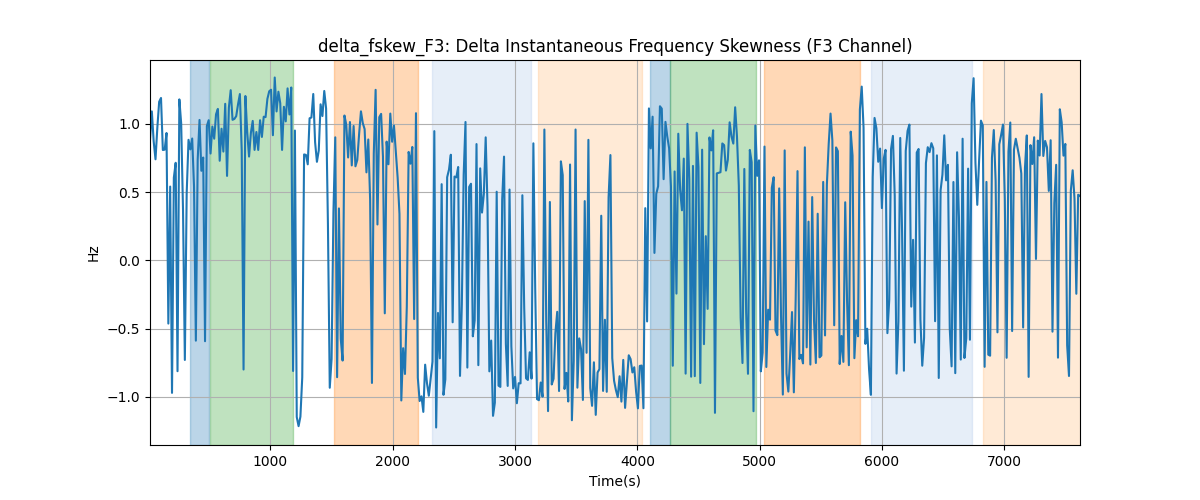 delta_fskew_F3: Delta Instantaneous Frequency Skewness (F3 Channel)
1.0
0.5
0.0
−0.5
−1.0
Hz
1000 2000 3000 4000 5000 6000 7000
Time(s)